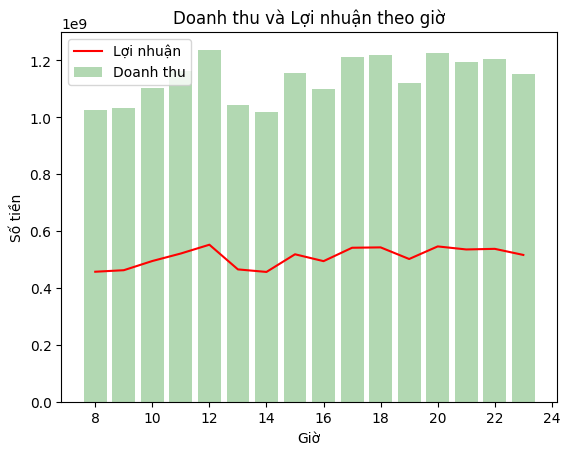 Doanh thu và Lợi nhuận theo giờ
1e9
Lợi nhuận
Doanh thu
1.2
1.0
0.8
0.6
0.4
0.2
0.0
Số tiền
8 10 12 14 16 18 20 22 24
Giờ